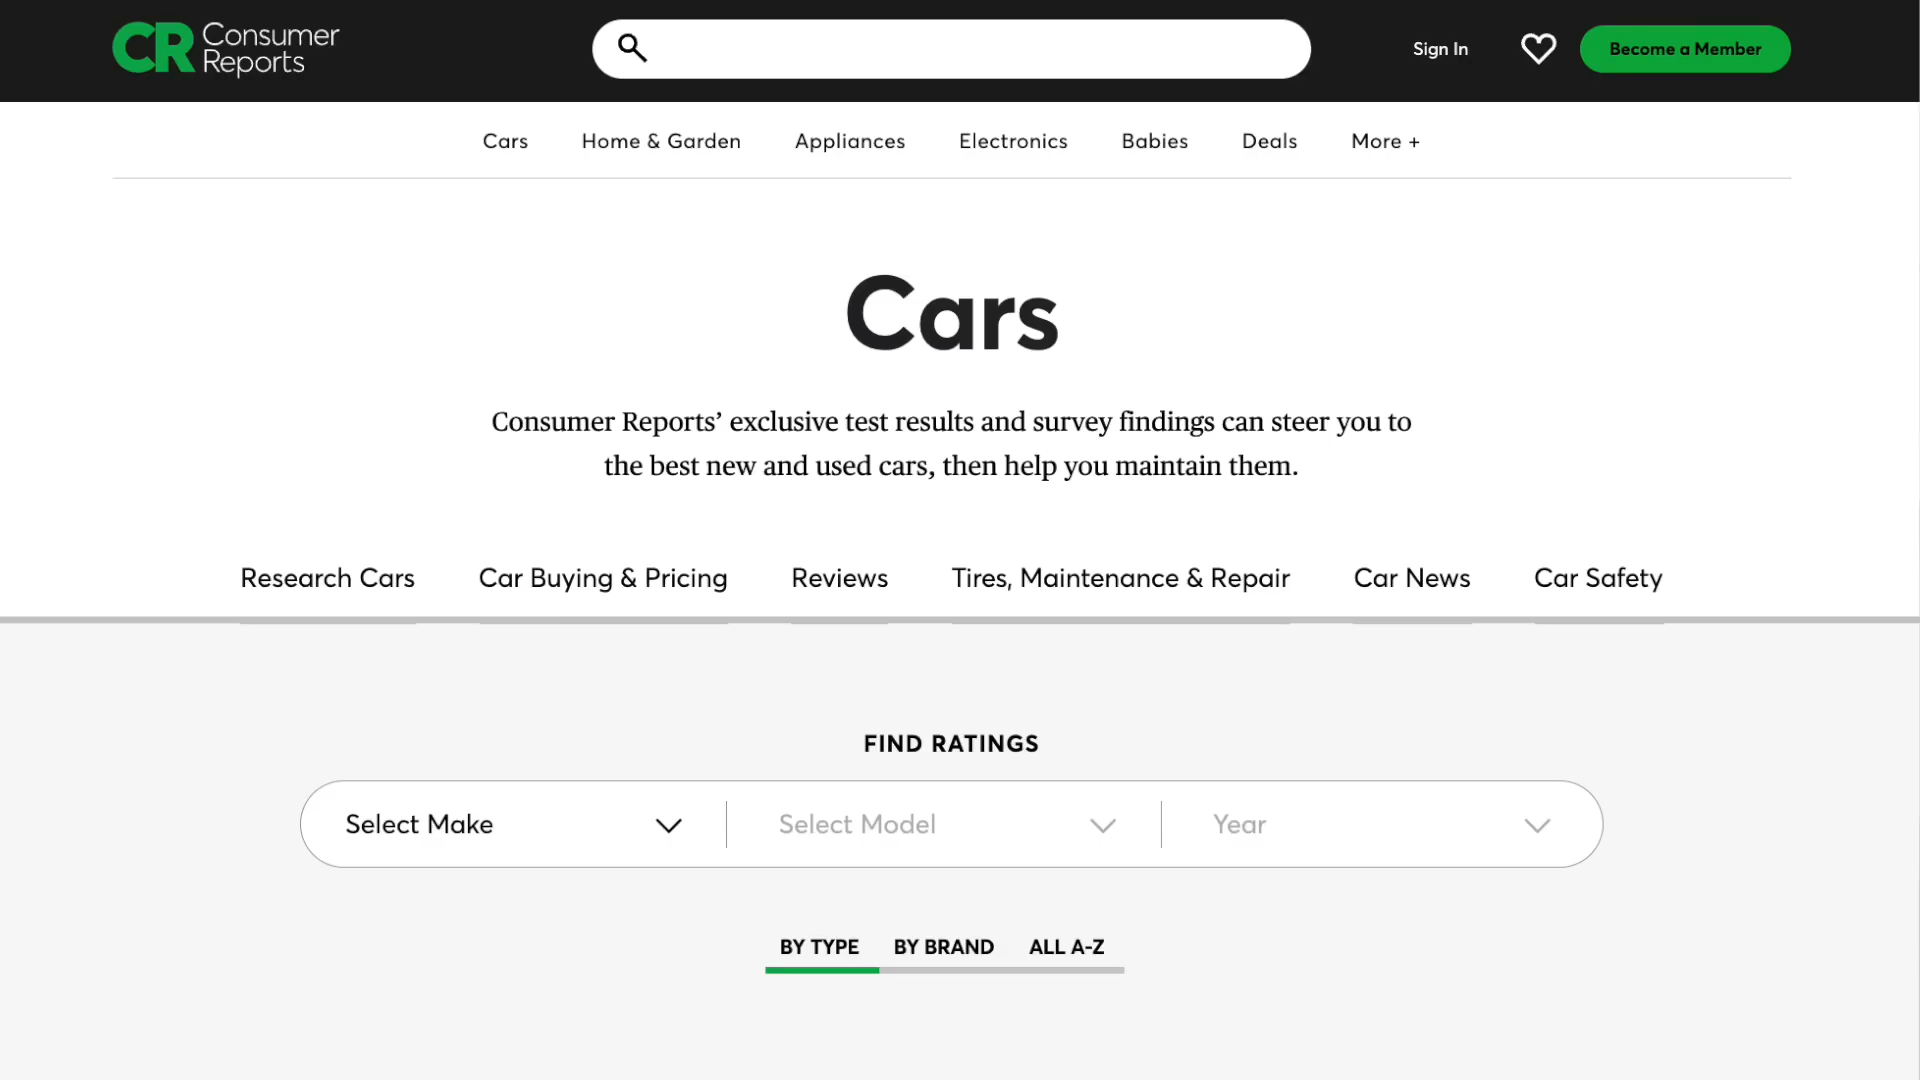 CR Consumer Reports
Sign In
Become a Member
Cars
Home & Garden
Appliances
Electronics
Babies
Deals
More +
Cars
Consumer Reports’ exclusive test results and survey findings can steer you to
the best new and used cars, then help you maintain them.
Research Cars
Car Buying & Pricing
Reviews
Tires, Maintenance & Repair
Car News
Car Safety
FIND RATINGS
Select Make
Select Model
Year
BY TYPE
BY BRAND
ALL A-Z